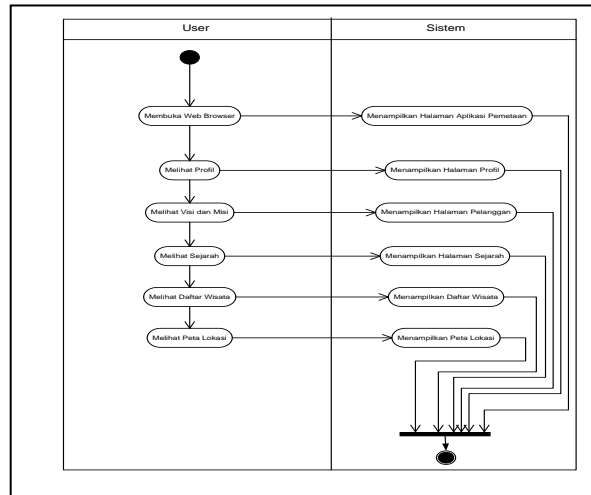 User
Sistem
Membuka Web Browser
Menampilkan Halaman Aplikasi Pemetaan
Melihat Profil
Menampilkan Halaman Profil
Melihat Visi dan Misi
Menampilkan Halaman Pelanggan
Melihat Sejarah
Menampilkan Halaman Sejarah
Melihat Daftar Wisata
Menampilkan Daftar Wisata
Melihat Peta Lokasi
Menampilkan Peta Lokasi